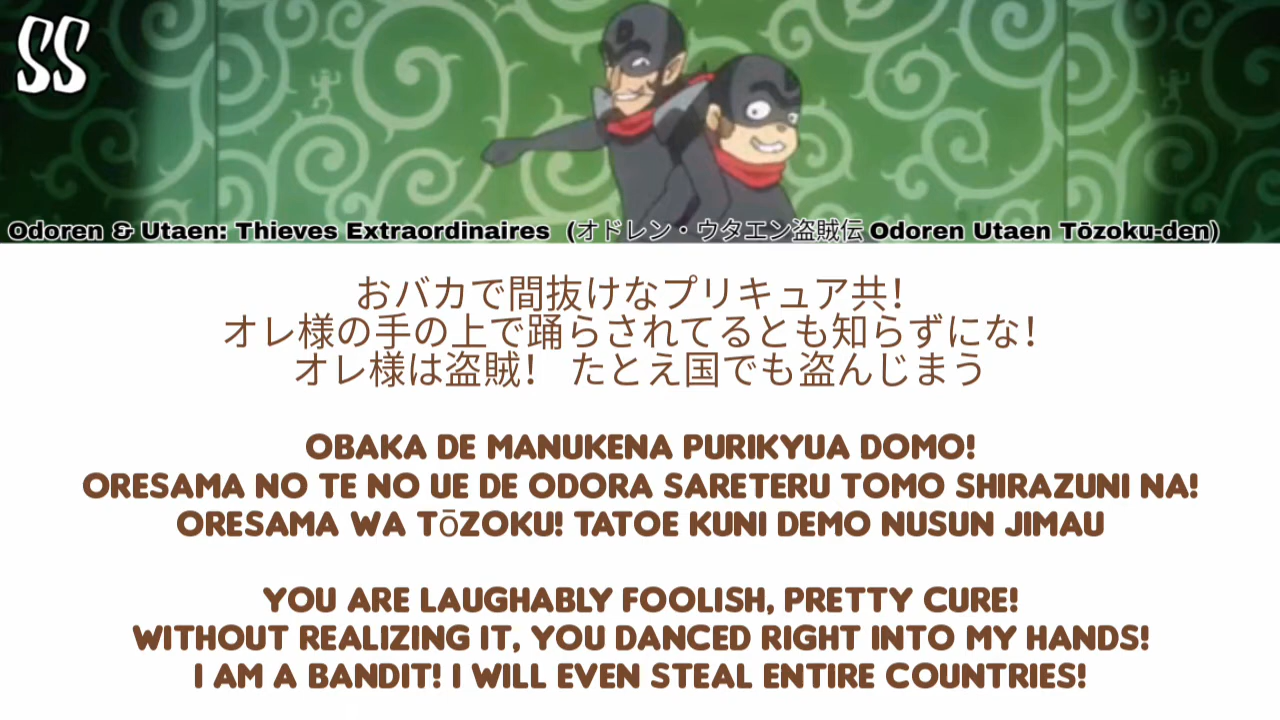 SS
Odoren & Utaen: Thieves Extraordinaires (オドレン・ウタエン盗賊伝 Odoren Utaen Tōzoku-den)
おバカで間抜けなプリキュア共!
オレ様の手の上で踊らされてるとも知らずにな!
オレ様は盗賊! たとえ国でも盗んじまう
OBAKA DE MANUKENA PURIKYUA DOMO!
ORESAMA NO TE NO UE DE ODORA SARETERU TOMO SHIRAZUNI NA!
ORESAMA WA TōZOKU! TATOE KUNI DEMO NUSUN JIMAU
YOU ARE LAUGHABLY FOOLISH, PRETTY CURE!
WITHOUT REALIZING IT, YOU DANCED RIGHT INTO MY HANDS!
I AM A BANDIT! I WILL EVEN STEAL ENTIRE COUNTRIES!